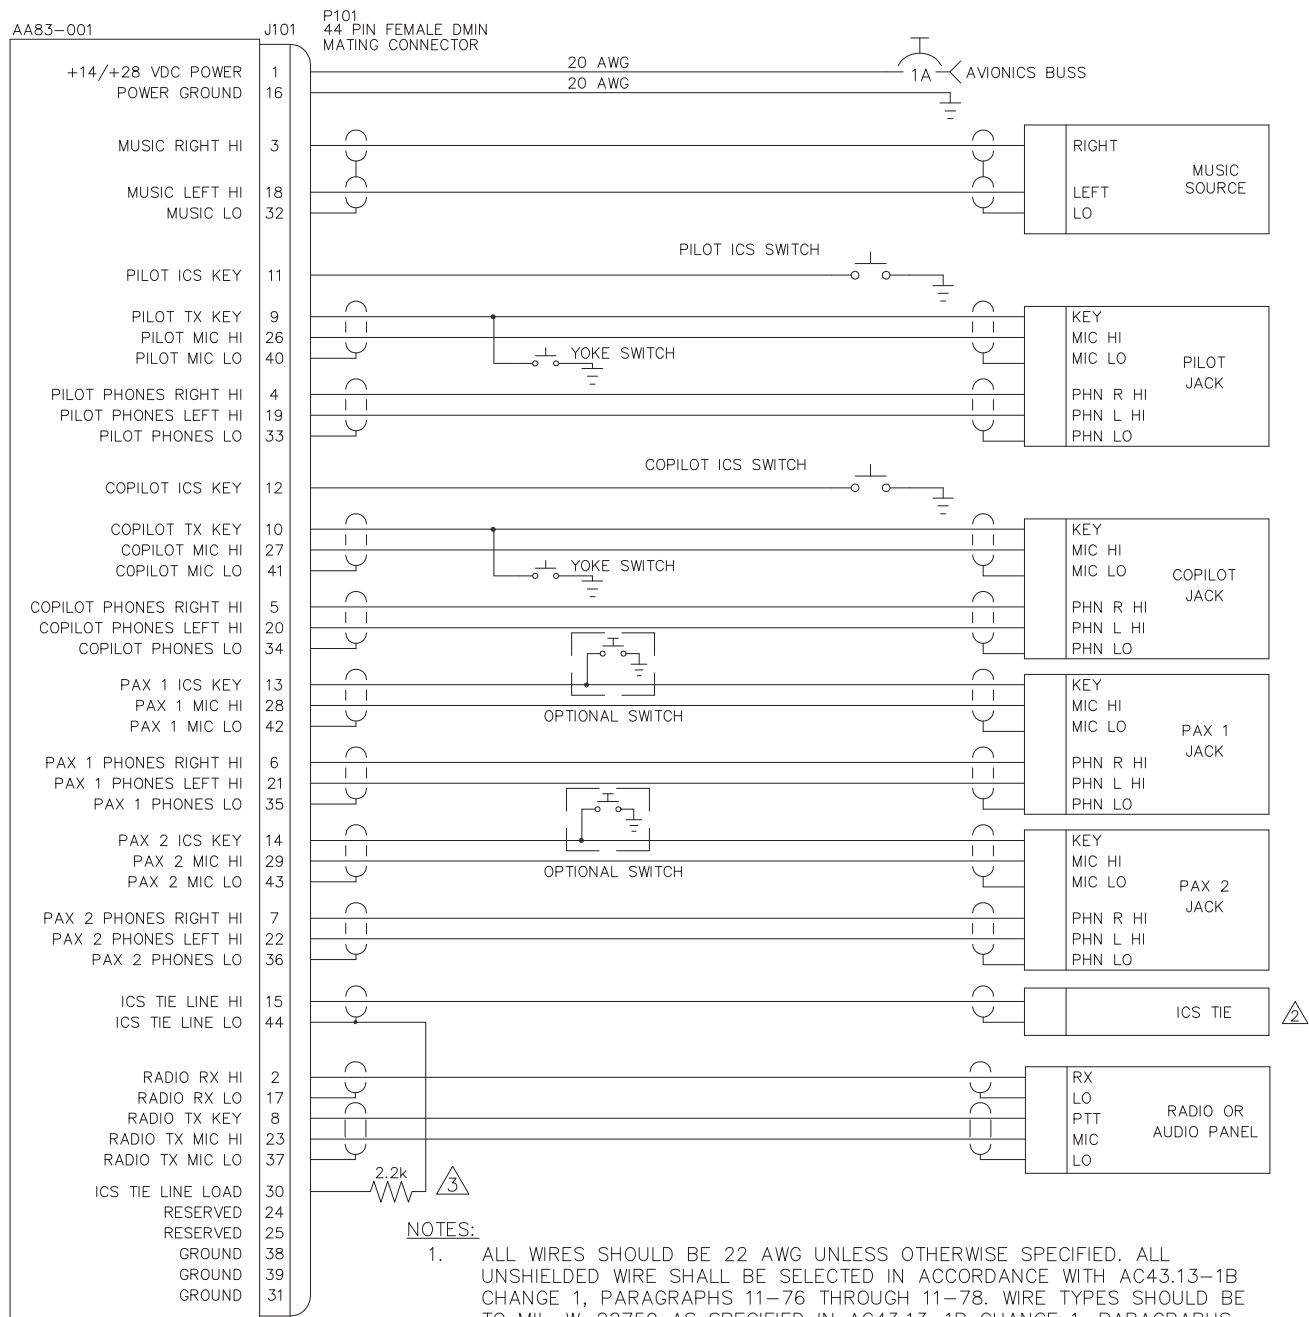 AA83-001
J101
P101
44 PIN FEMALE DMIN
MATING CONNECTOR
+14/+28 VDC POWER 1 20 AWG 1A AVIONICS BUSS
POWER GROUND 16 20 AWG
MUSIC RIGHT HI 3 RIGHT
MUSIC
SOURCE
MUSIC LEFT HI 18 LEFT
MUSIC LO 32 LO
PILOT ICS SWITCH
PILOT ICS KEY 11
PILOT TX KEY 9 KEY
PILOT MIC HI 26 MIC HI
PILOT MIC LO 40 YOKE SWITCH MIC LO
PILOT
JACK
PILOT PHONES RIGHT HI 4 PHN R HI
PILOT PHONES LEFT HI 19 PHN L HI
PILOT PHONES LO 33 PHN LO
COPILOT ICS SWITCH
COPILOT ICS KEY 12
COPILOT TX KEY 10 KEY
COPILOT MIC HI 27 MIC HI
COPILOT MIC LO 41 YOKE SWITCH MIC LO
COPILOT
JACK
COPILOT PHONES RIGHT HI 5 PHN R HI
COPILOT PHONES LEFT HI 20 PHN L HI
COPILOT PHONES LO 34 PHN LO
PAX 1 ICS KEY 13 KEY
PAX 1 MIC HI 28 MIC HI
OPTIONAL SWITCH
PAX 1 MIC LO 42 MIC LO
PAX 1
JACK
PAX 1 PHONES RIGHT HI 6 PHN R HI
PAX 1 PHONES LEFT HI 21 PHN L HI
PAX 1 PHONES LO 35 PHN LO
PAX 2 ICS KEY 14 KEY
PAX 2 MIC HI 29 MIC HI
OPTIONAL SWITCH
PAX 2 MIC LO 43 MIC LO
PAX 2
JACK
PAX 2 PHONES RIGHT HI 7 PHN R HI
PAX 2 PHONES LEFT HI 22 PHN L HI
PAX 2 PHONES LO 36 PHN LO
ICS TIE LINE HI 15
ICS TIE 2
ICS TIE LINE LO 44
RADIO RX HI 2 RX
RADIO RX LO 17 LO
RADIO TX KEY 8 PTT
RADIO OR
AUDIO PANEL
RADIO TX MIC HI 23 MIC
RADIO TX MIC LO 37 LO
ICS TIE LINE LOAD 30 2.2k 3
RESERVED 24
RESERVED 25
GROUND 38
GROUND 39
GROUND 31
NOTES:
1. ALL WIRES SHOULD BE 22 AWG UNLESS OTHERWISE SPECIFIED. ALL
UNSHIELDED WIRE SHALL BE SELECTED IN ACCORDANCE WITH AC43.13-1B
CHANGE 1, PARAGRAPHS 11-76 THROUGH 11-78. WIRE TYPES SHOULD BE
TO MIL-W-22759 AS SPECIFIED IN AC43.13-1B CHANGE 1, PARAGRAPHS